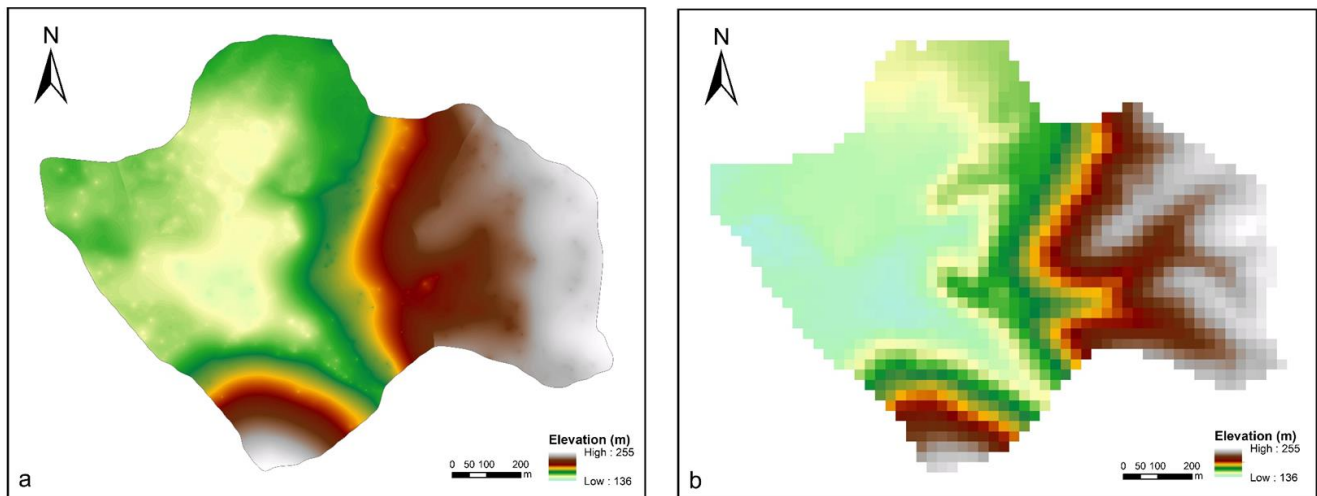 N
Elevation (m)
High : 255
Low : 136
0 50 100 200
m
a
N
Elevation (m)
High : 255
Low : 136
0 50 100 200
m
b